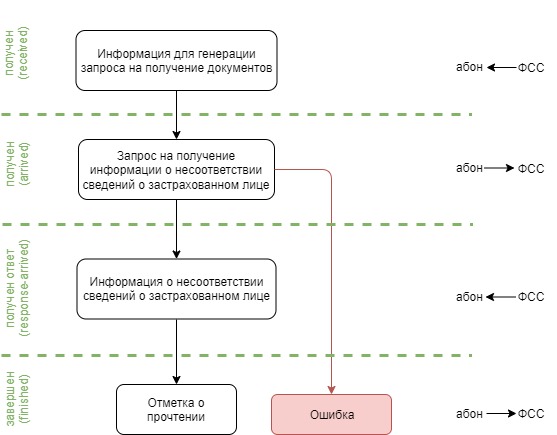 получен
(received)
Информация для генерации
запроса на получение документов
абон
ФСС
получен
(arrived)
Запрос на получение
информации о несоответствии
сведений о застрахованном лице
абон
ФСС
получен ответ
(response-arrived)
Информация о несоответствии
сведений о застрахованном лице
абон
ФСС
завершен
(finished)
Отметка о
прочтении
Ошибка
абон
ФСС